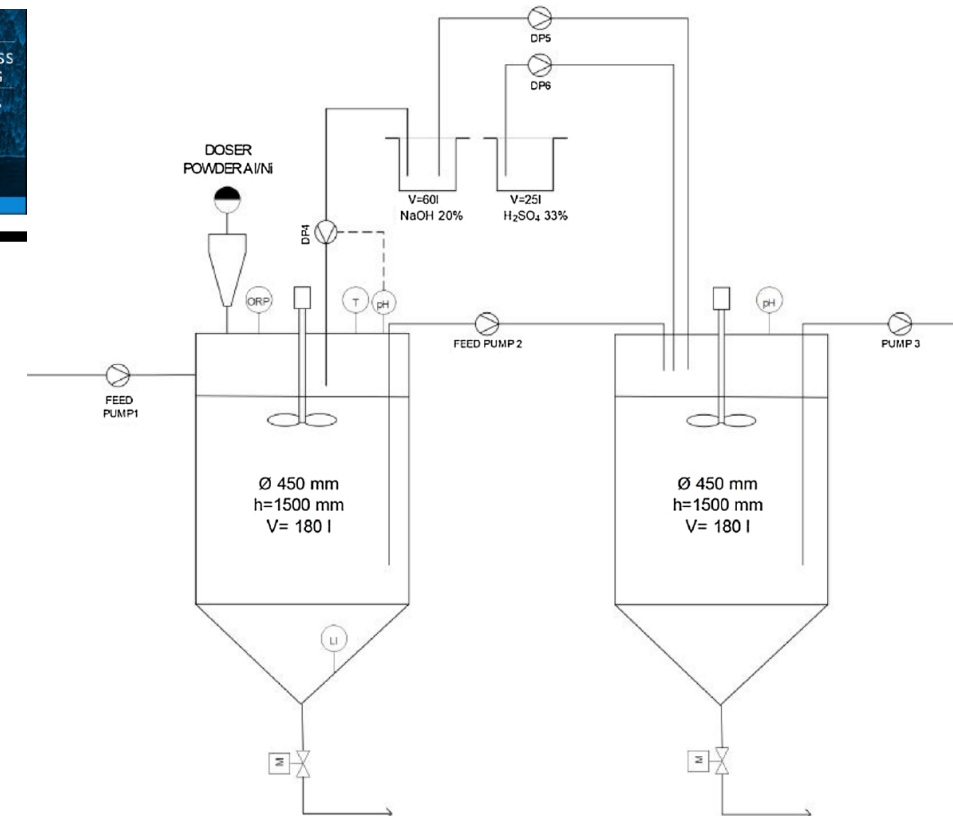 SS
DP5
DP6
DOSER
POWDER Al/Ni
V=60l
NaOH 20%
V=25l
H₂SO₄ 33%
DP4
ORP
T
pH
pH
FEED PUMP 2
PUMP 3
FEED
PUMP1
Ø 450 mm
h=1500 mm
V= 180 l
Ø 450 mm
h=1500 mm
V= 180 l
LI
M
M